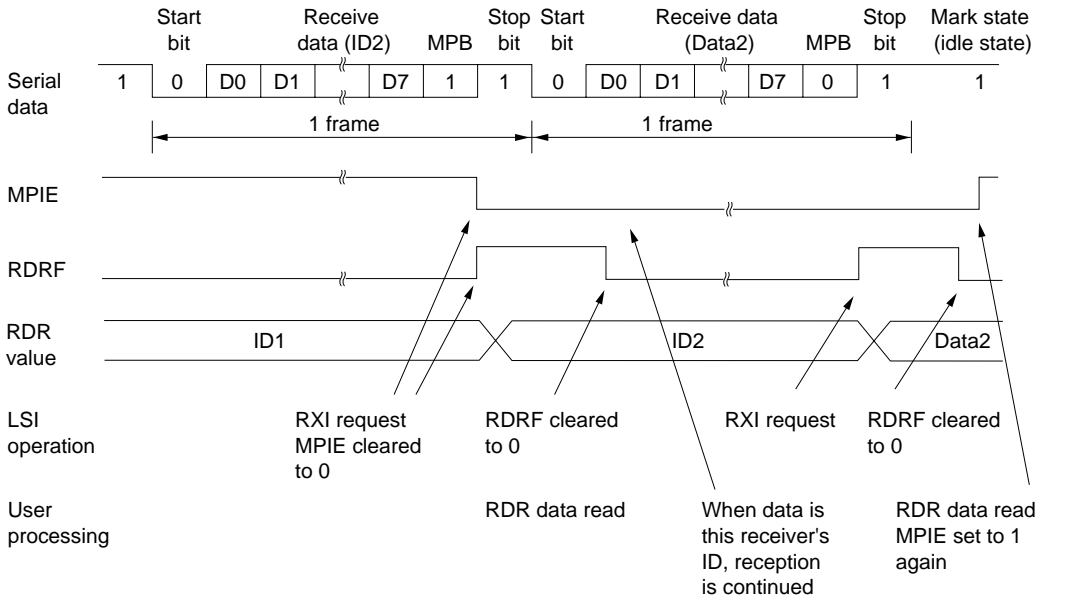 Start bit
Receive data (ID2)
MPB
Stop bit
Start bit
Receive data (Data2)
MPB
Stop bit
Mark state (idle state)
Serial data
1 0 D0 D1 D7 1 1 0 D0 D1 D7 0 1 1
1 frame 1 frame
MPIE
RDRF
RDR value
ID1 ID2 Data2
LSI operation
RXI request
MPIE cleared
to 0
RDRF cleared
to 0
RXI request
RDRF cleared
to 0
User processing
RDR data read
When data is
this receiver's
ID, reception
is continued
RDR data read
MPIE set to 1
again